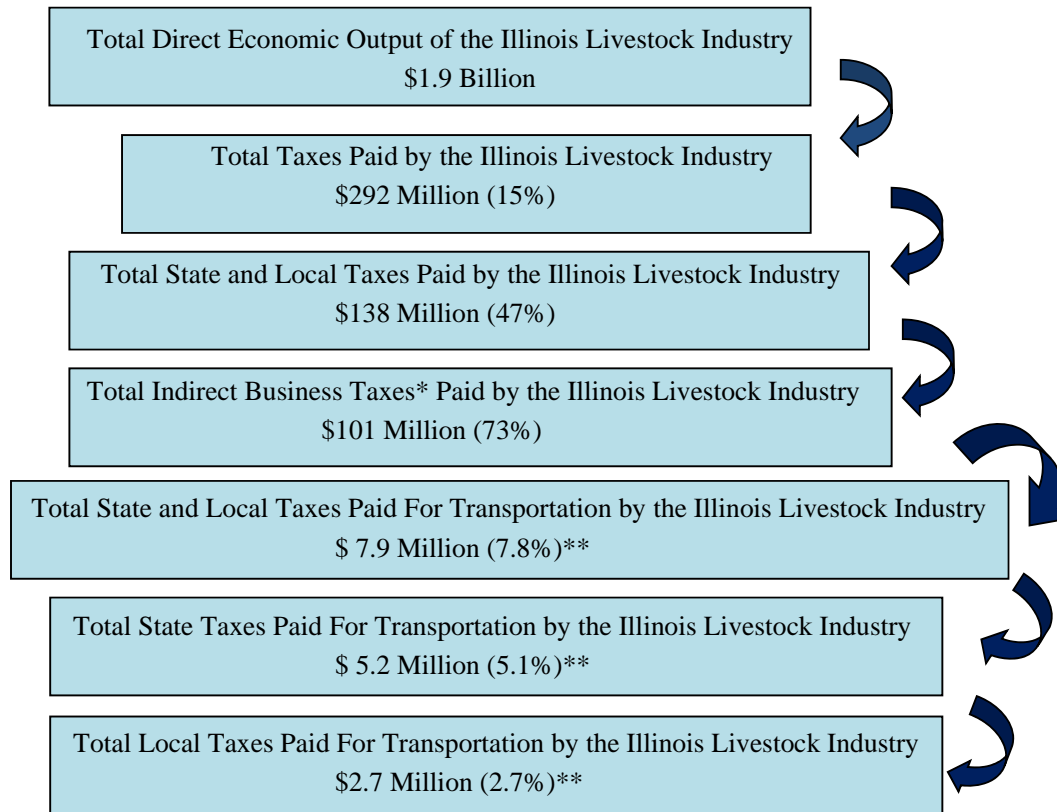 Total Direct Economic Output of the Illinois Livestock Industry
$1.9 Billion
Total Taxes Paid by the Illinois Livestock Industry
$292 Million (15%)
Total State and Local Taxes Paid by the Illinois Livestock Industry
$138 Million (47%)
Total Indirect Business Taxes* Paid by the Illinois Livestock Industry
$101 Million (73%)
Total State and Local Taxes Paid For Transportation by the Illinois Livestock Industry
$ 7.9 Million (7.8%)**
Total State Taxes Paid For Transportation by the Illinois Livestock Industry
$ 5.2 Million (5.1%)**
Total Local Taxes Paid For Transportation by the Illinois Livestock Industry
$2.7 Million (2.7%)**